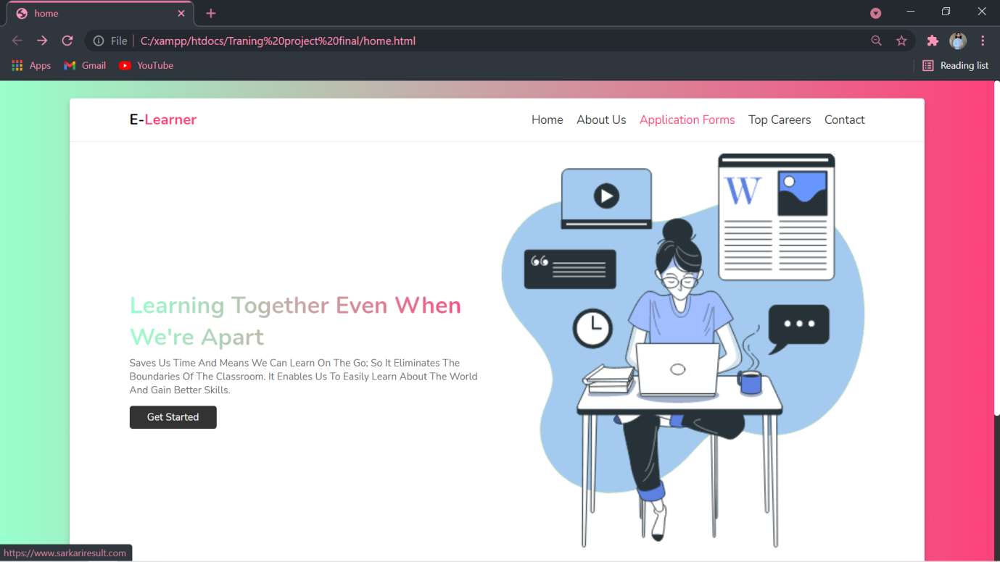 home
File
C:/xampp/htdocs/Traning%20project%20final/home.html
Apps
Gmail
YouTube
Reading list
E-Learner
Home
About Us
Application Forms
Top Careers
Contact
W
Learning Together Even When
We're Apart
Saves Us Time And Means We Can Learn On The Go; So It Eliminates The
Boundaries Of The Classroom. It Enables Us To Easily Learn About The World
And Gain Better Skills.
Get Started
https://www.sarkariresult.com